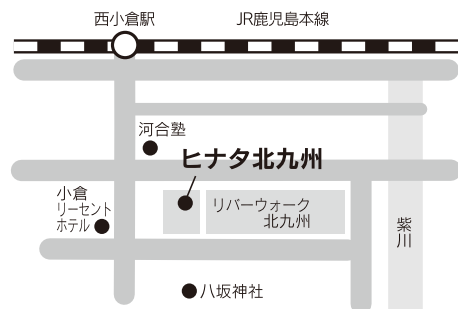 西小倉駅
JR鹿児島本線
河合塾
ヒナタ北九州
小倉
リーセント
ホテル
リバーウォーク
北九州
紫川
八坂神社